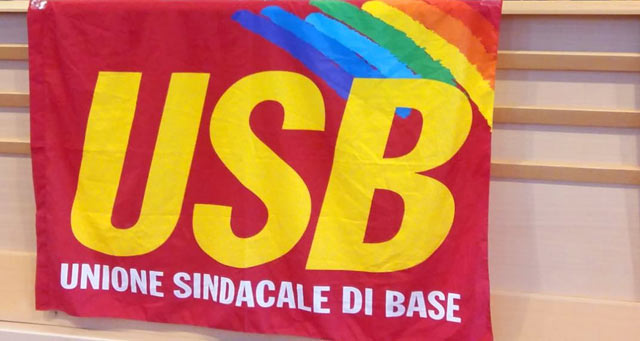 USB
UNIONE SINDACALE DI BASE